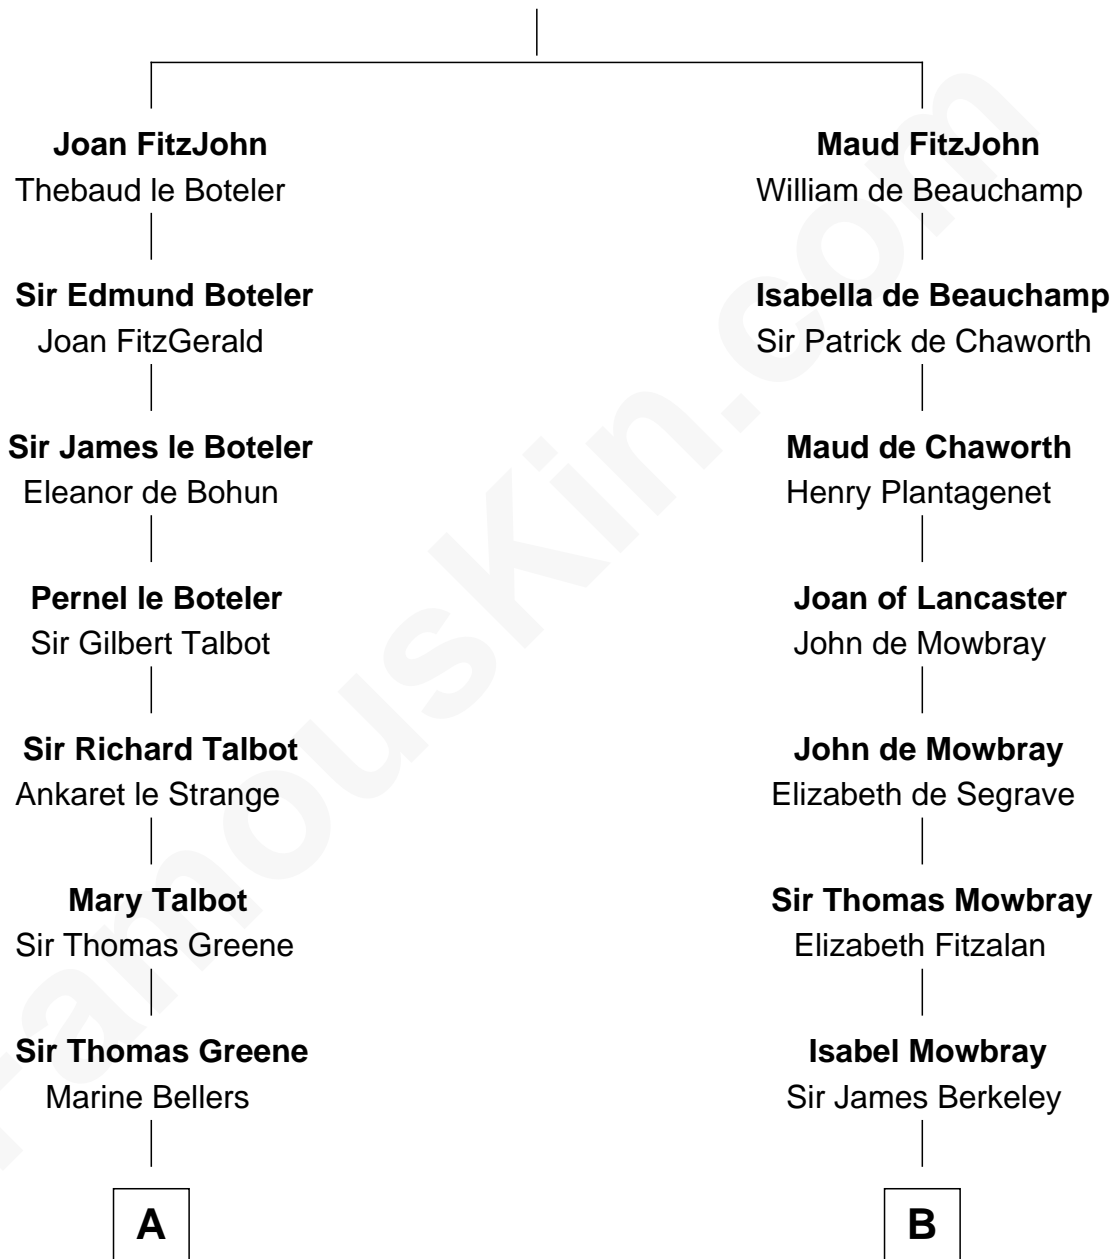 Joan FitzJohn
Thebaud le Boteler
Sir Edmund Boteler
Joan FitzGerald
Sir James le Boteler
Eleanor de Bohun
Pernel le Boteler
Sir Gilbert Talbot
Sir Richard Talbot
Ankaret le Strange
Mary Talbot
Sir Thomas Greene
Sir Thomas Greene
Marine Bellers
A
Maud FitzJohn
William de Beauchamp
Isabella de Beauchamp
Sir Patrick de Chaworth
Maud de Chaworth
Henry Plantagenet
Joan of Lancaster
John de Mowbray
John de Mowbray
Elizabeth de Segrave
Sir Thomas Mowbray
Elizabeth Fitzalan
Isabel Mowbray
Sir James Berkeley
B
FamousKin.com